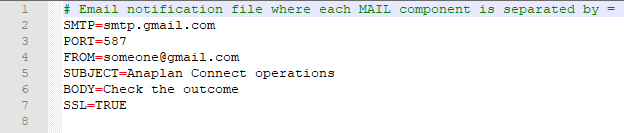 1 # Email notification file where each MAIL component is separated by =
2 SMTP=smtp.gmail.com
3 PORT=587
4 FROM=someone@gmail.com
5 SUBJECT=Anaplan Connect operations
6 BODY=Check the outcome
7 SSL=TRUE
8